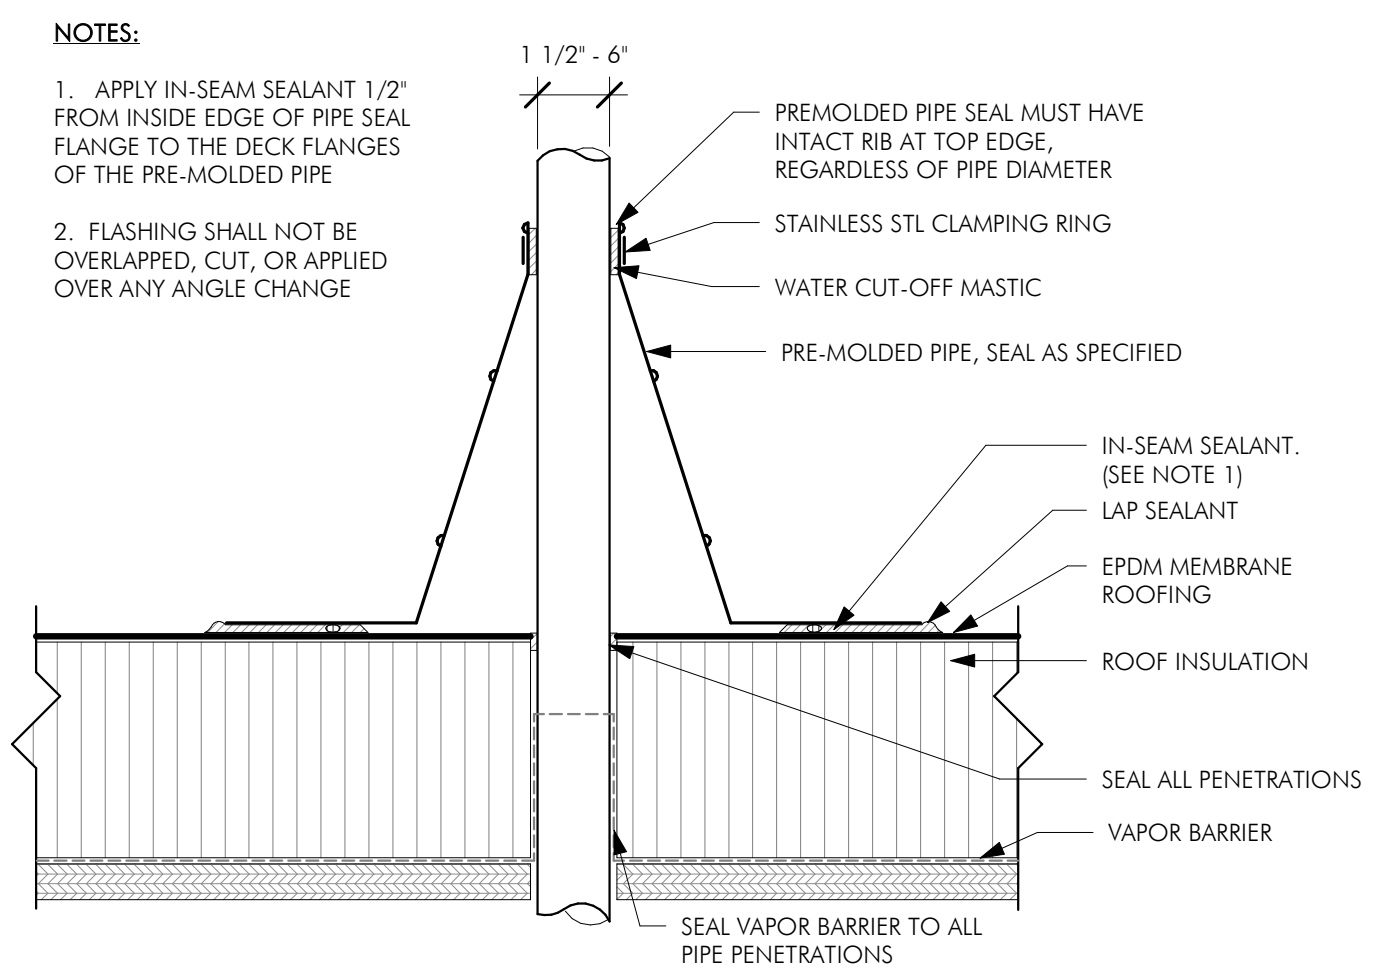 NOTES:
1. APPLY IN-SEAM SEALANT 1/2"
FROM INSIDE EDGE OF PIPE SEAL
FLANGE TO THE DECK FLANGES
OF THE PRE-MOLDED PIPE
2. FLASHING SHALL NOT BE
OVERLAPPED, CUT, OR APPLIED
OVER ANY ANGLE CHANGE
1 1/2" - 6"
PREMOLDED PIPE SEAL MUST HAVE
INTACT RIB AT TOP EDGE,
REGARDLESS OF PIPE DIAMETER
STAINLESS STL CLAMPING RING
WATER CUT-OFF MASTIC
PRE-MOLDED PIPE, SEAL AS SPECIFIED
IN-SEAM SEALANT.
(SEE NOTE 1)
LAP SEALANT
EPDM MEMBRANE
ROOFING
ROOF INSULATION
SEAL ALL PENETRATIONS
VAPOR BARRIER
SEAL VAPOR BARRIER TO ALL
PIPE PENETRATIONS